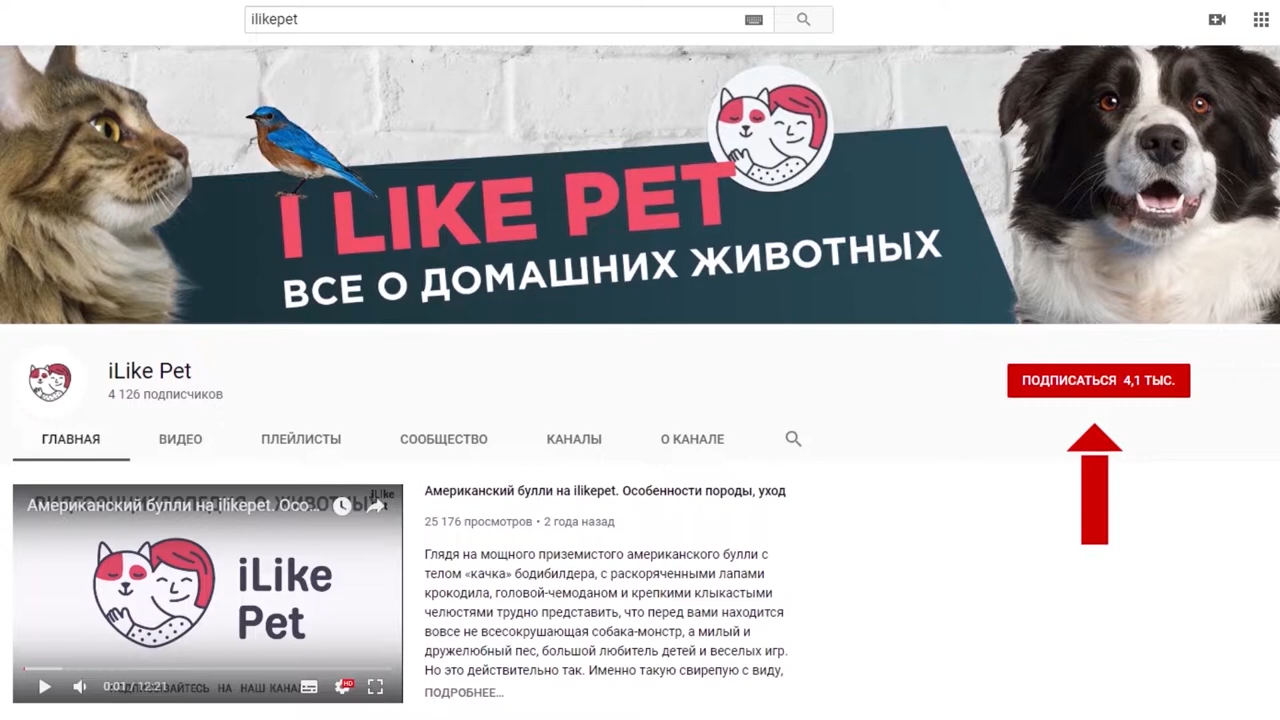 ilikepet
I LIKE PET
ВСЕ О ДОМАШНИХ ЖИВОТНЫХ
iLike Pet
4 126 подписчиков
ПОДПИСАТЬСЯ 4,1 ТЫС.
ГЛАВНАЯ
ВИДЕО
ПЛЕЙЛИСТЫ
СООБЩЕСТВО
КАНАЛЫ
О КАНАЛЕ
Американский булли на ilikepet. Осо...
iLike
Pet
0:01 / 12:21
HD
Американский булли на ilikepet. Особенности породы, уход
25 176 просмотров • 2 года назад
Глядя на мощного приземистого американского булли с
телом «качка» бодибилдера, с раскоряченными лапами
крокодила, головой-чемоданом и крепкими клыкастыми
челюстями трудно представить, что перед вами находится
вовсе не всесокрушающая собака-монстр, а милый и
дружелюбный пес, большой любитель детей и веселых игр.
Но это действительно так. Именно такую свирепую с виду,
ПОДРОБНЕЕ...